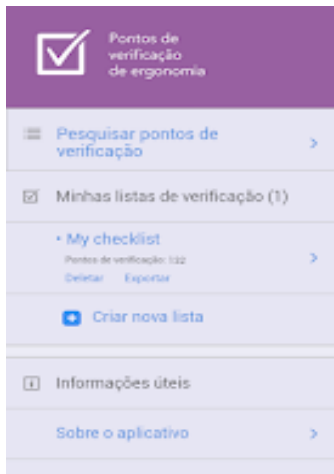 Pontos de
verificação
de ergonomia
Pesquisar pontos de
verificação
Minhas listas de verificação (1)
• My checklist
Pontos de verificação: 132
Deletar Exportar
Criar nova lista
Informações úteis
Sobre o aplicativo